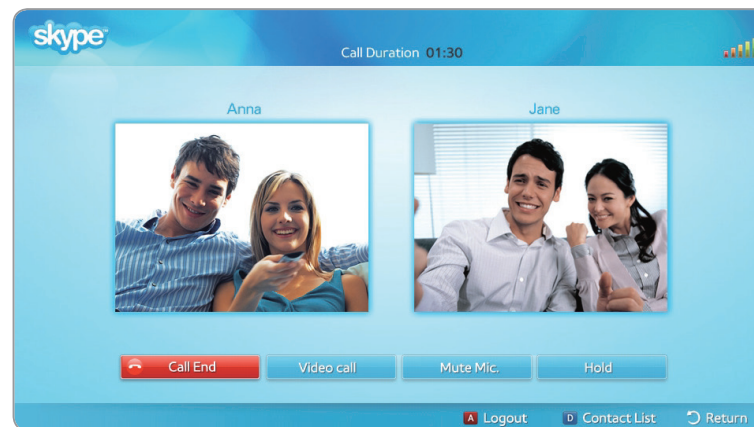 skype
Call Duration 01:30
Anna Jane
Call End Video call Mute Mic. Hold
A Logout D Contact List Return